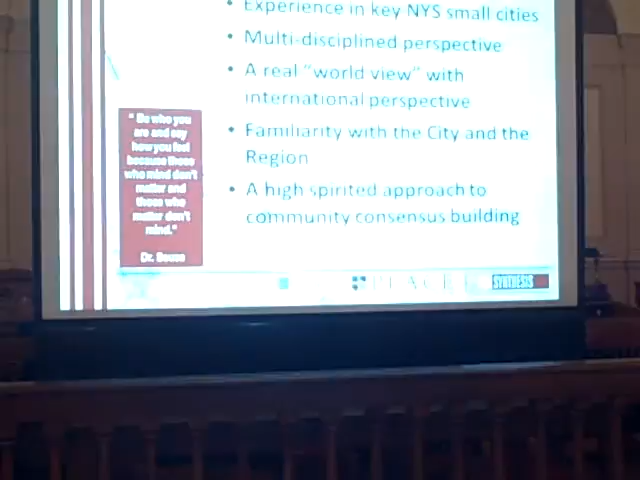 • Experience in key NYS small cities
• Multi-disciplined perspective
• A real "world view" with
international perspective
• Familiarity with the City and the
Region
• A high spirited approach to
community consensus building
" Be who you
are and say
how you feel
because those
who mind don't
matter and
those who
matter don't
mind."
Dr. Seuss
PLACE
SYNTHESIS